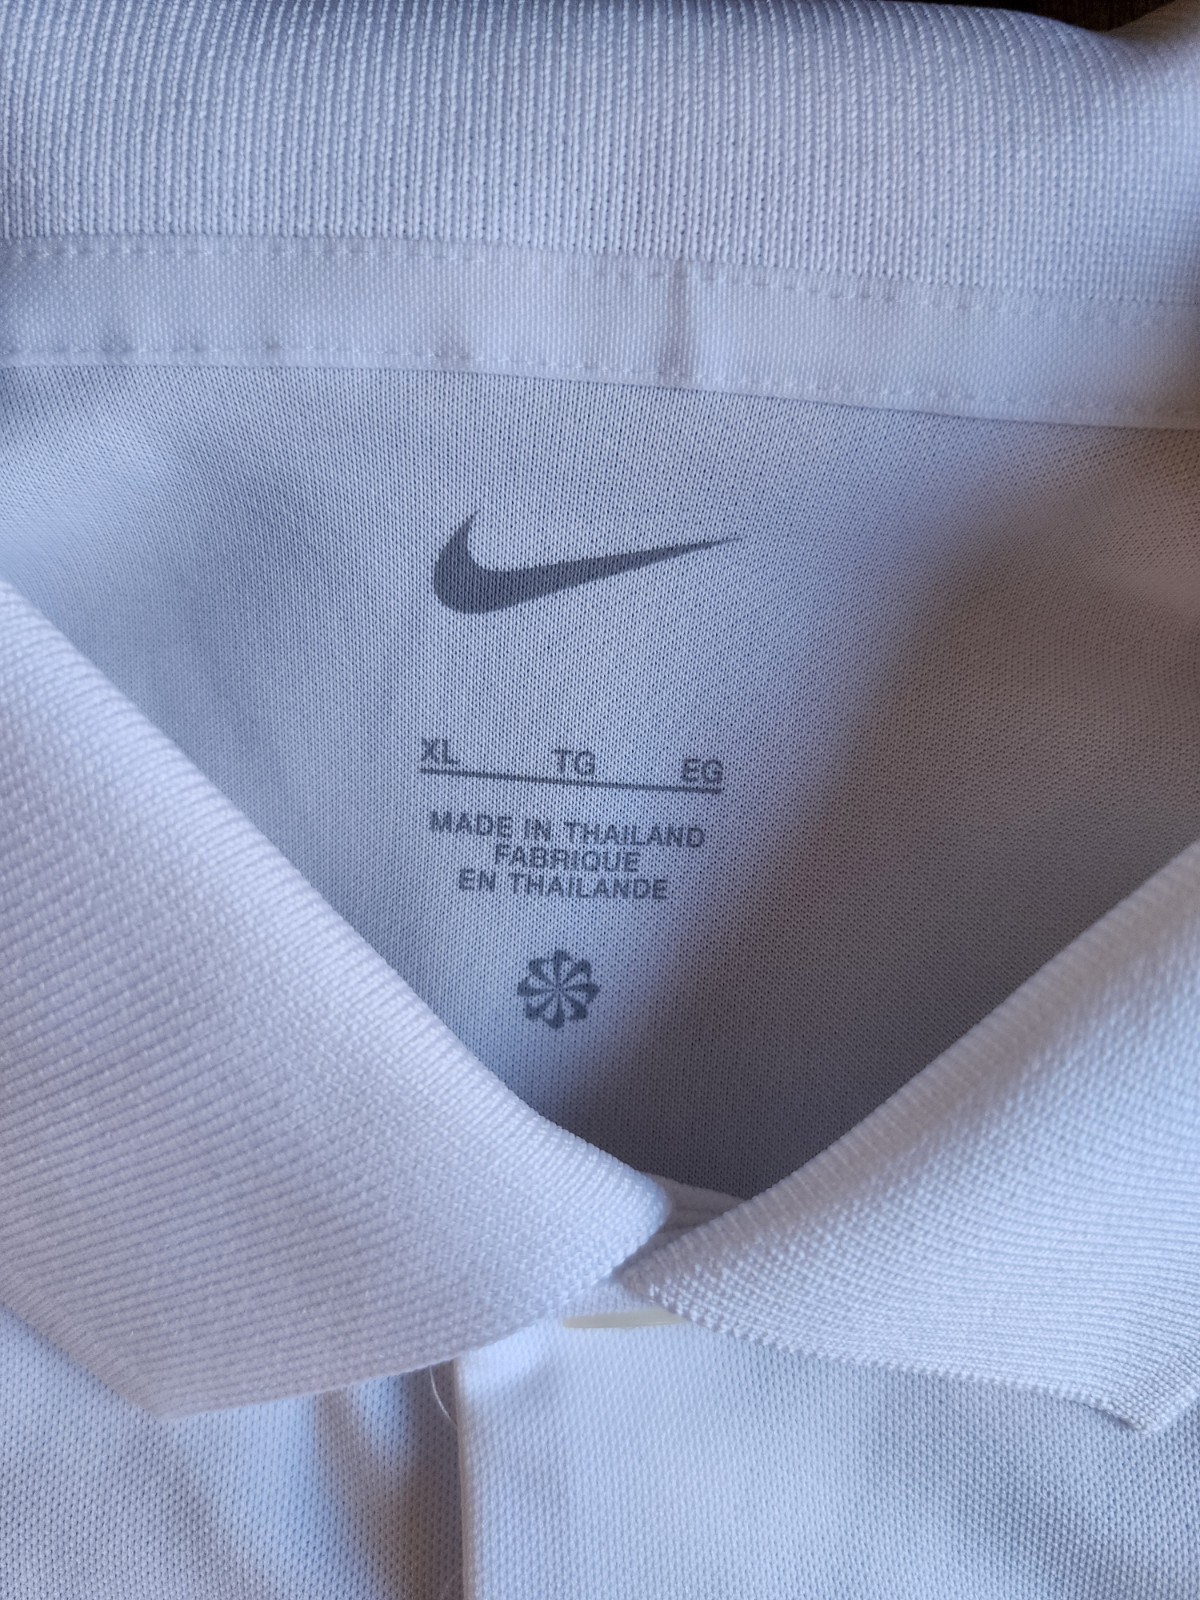 XL TG EG
MADE IN THAILAND
FABRIQUE
EN THAILANDE